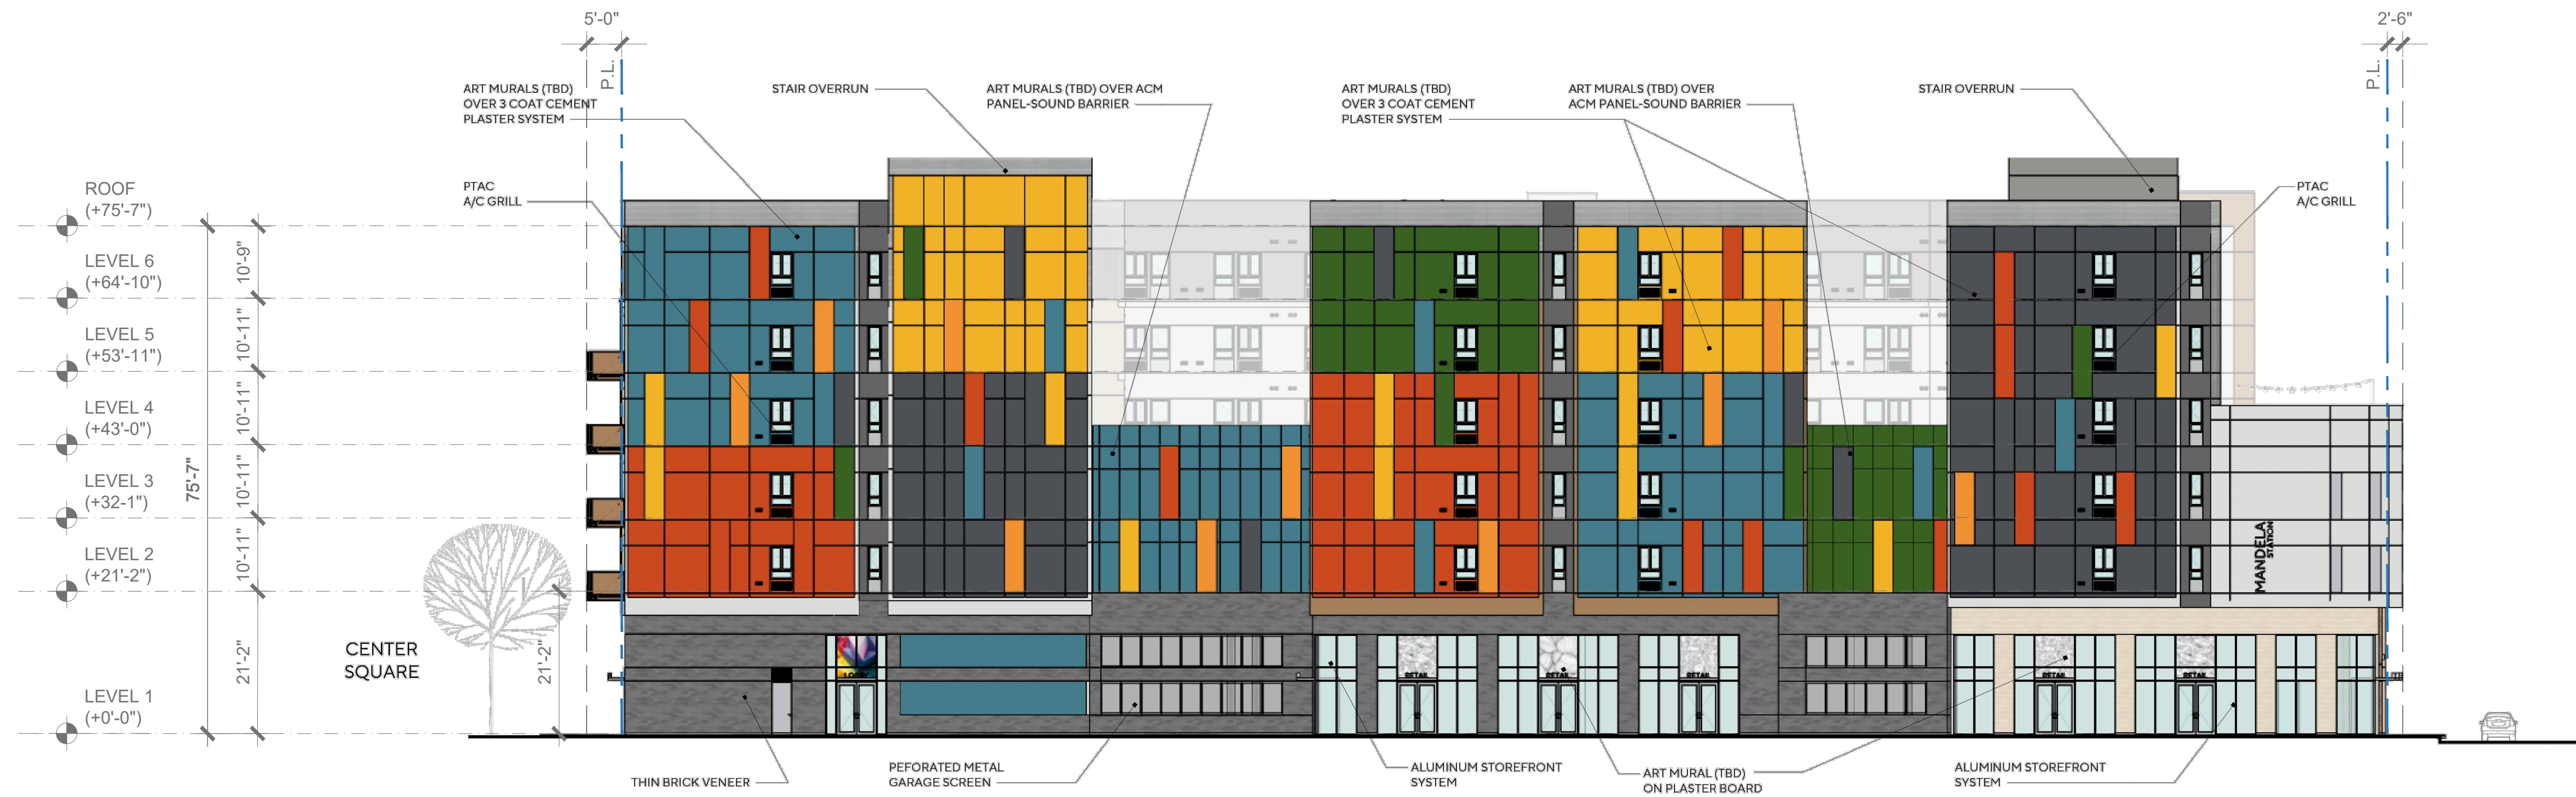 5'-0"
2'-6"
P.L.
P.L.
ART MURALS (TBD)
OVER 3 COAT CEMENT
PLASTER SYSTEM
STAIR OVERRUN
ART MURALS (TBD) OVER ACM
PANEL-SOUND BARRIER
ART MURALS (TBD)
OVER 3 COAT CEMENT
PLASTER SYSTEM
ART MURALS (TBD) OVER
ACM PANEL-SOUND BARRIER
STAIR OVERRUN
PTAC
A/C GRILL
PTAC
A/C GRILL
ROOF
(+75'-7")
LEVEL 6
(+64'-10")
LEVEL 5
(+53'-11")
LEVEL 4
(+43'-0")
LEVEL 3
(+32-1")
LEVEL 2
(+21'-2")
LEVEL 1
(+0'-0")
75'-7"
10'-9"
10'-11"
10'-11"
10'-11"
10'-11"
21'-2"
21'-2"
CENTER
SQUARE
MANDELA
STATION
RETAIL
RETAIL
RETAIL
RETAIL
RETAIL
THIN BRICK VENEER
PEFORATED METAL
GARAGE SCREEN
ALUMINUM STOREFRONT
SYSTEM
ART MURAL (TBD)
ON PLASTER BOARD
ALUMINUM STOREFRONT
SYSTEM